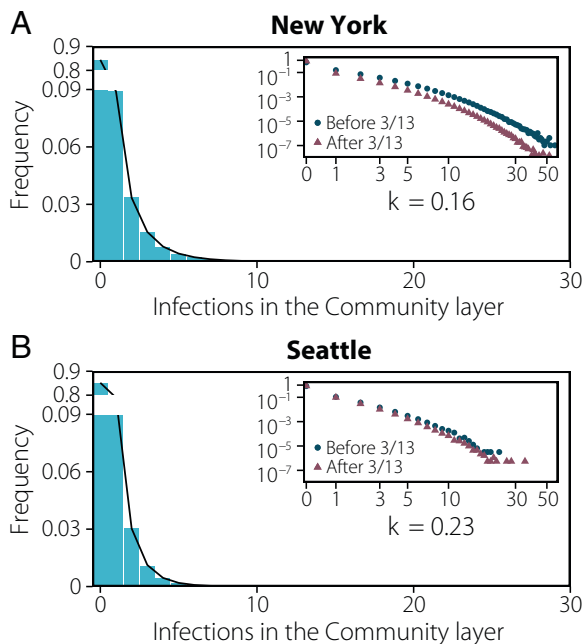 A
New York
0.9
0.8
0.09
0.06
0.03
0
Frequency
1
10⁻¹
10⁻³
10⁻⁵
10⁻⁷
Before 3/13
After 3/13
0 1 3 5 10 30 50
k = 0.16
0 10 20 30
Infections in the Community layer
B
Seattle
0.9
0.8
0.09
0.06
0.03
0
Frequency
1
10⁻¹
10⁻³
10⁻⁵
10⁻⁷
Before 3/13
After 3/13
0 1 3 5 10 30 50
k = 0.23
0 10 20 30
Infections in the Community layer